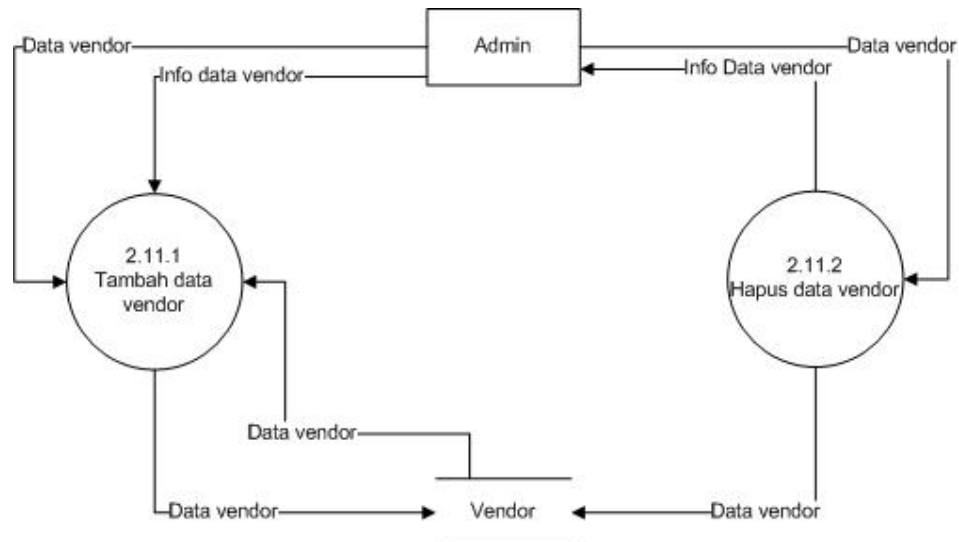 Admin
Data vendor
Data vendor
Info data vendor
Info Data vendor
2.11.1
Tambah data
vendor
2.11.2
Hapus data vendor
Data vendor
Data vendor
Vendor
Data vendor